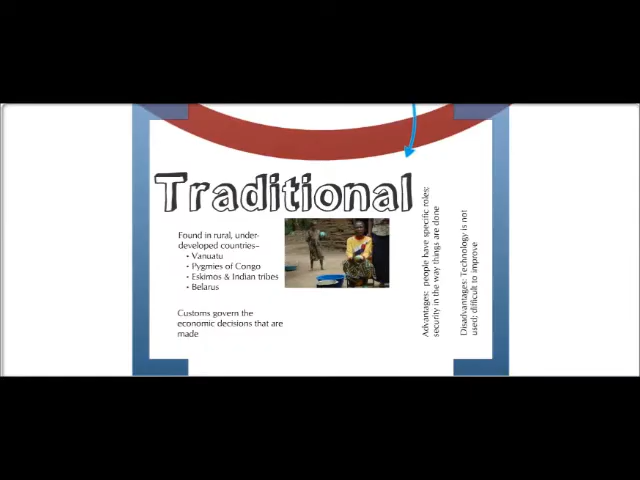 Traditional
Found in rural, under-
developed countries–
• Vanuatu
• Pygmies of Congo
• Eskimos & Indian tribes
• Belarus
Customs govern the
economic decisions that are
made
Advantages: people have specific roles;
security in the way things are done
Disadvantages: Technology is not
used; difficult to improve